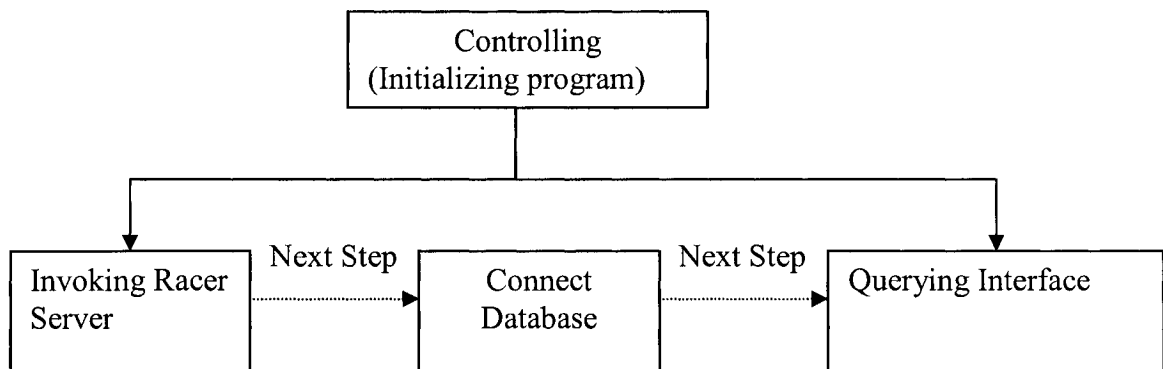 Controlling
(Initializing program)
Next Step
Next Step
Invoking Racer
Server
Connect
Database
Querying Interface